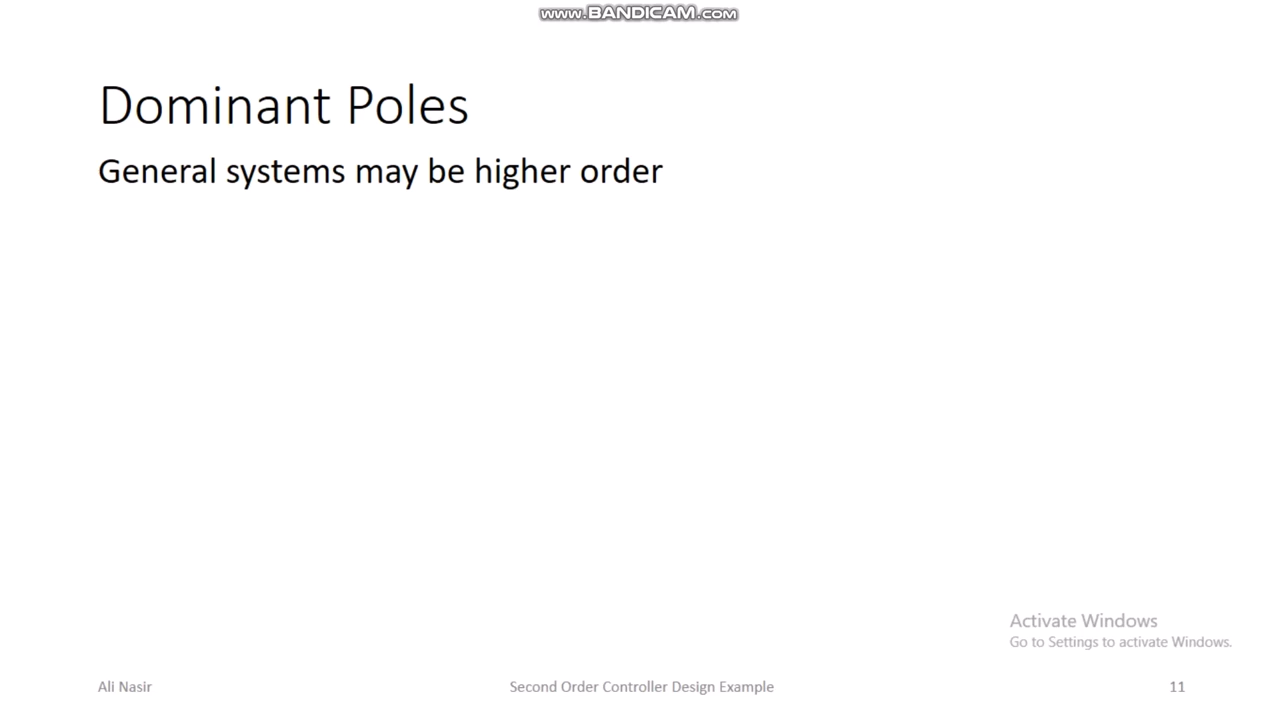 www.BANDICAM.com
Dominant Poles
General systems may be higher order
Activate Windows
Go to Settings to activate Windows.
Ali Nasir
Second Order Controller Design Example
11